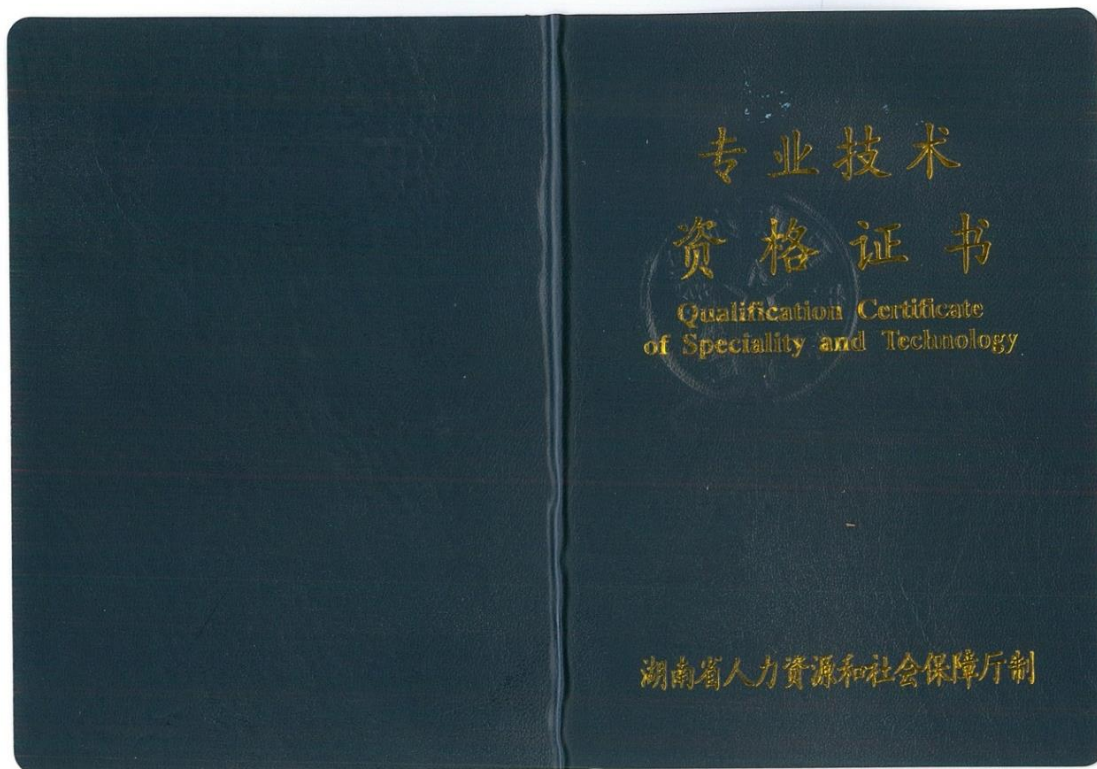 专业技术
资格证书
Qualification Certificate
of Speciality and Technology
湖南省人力资源和社会保障厅制